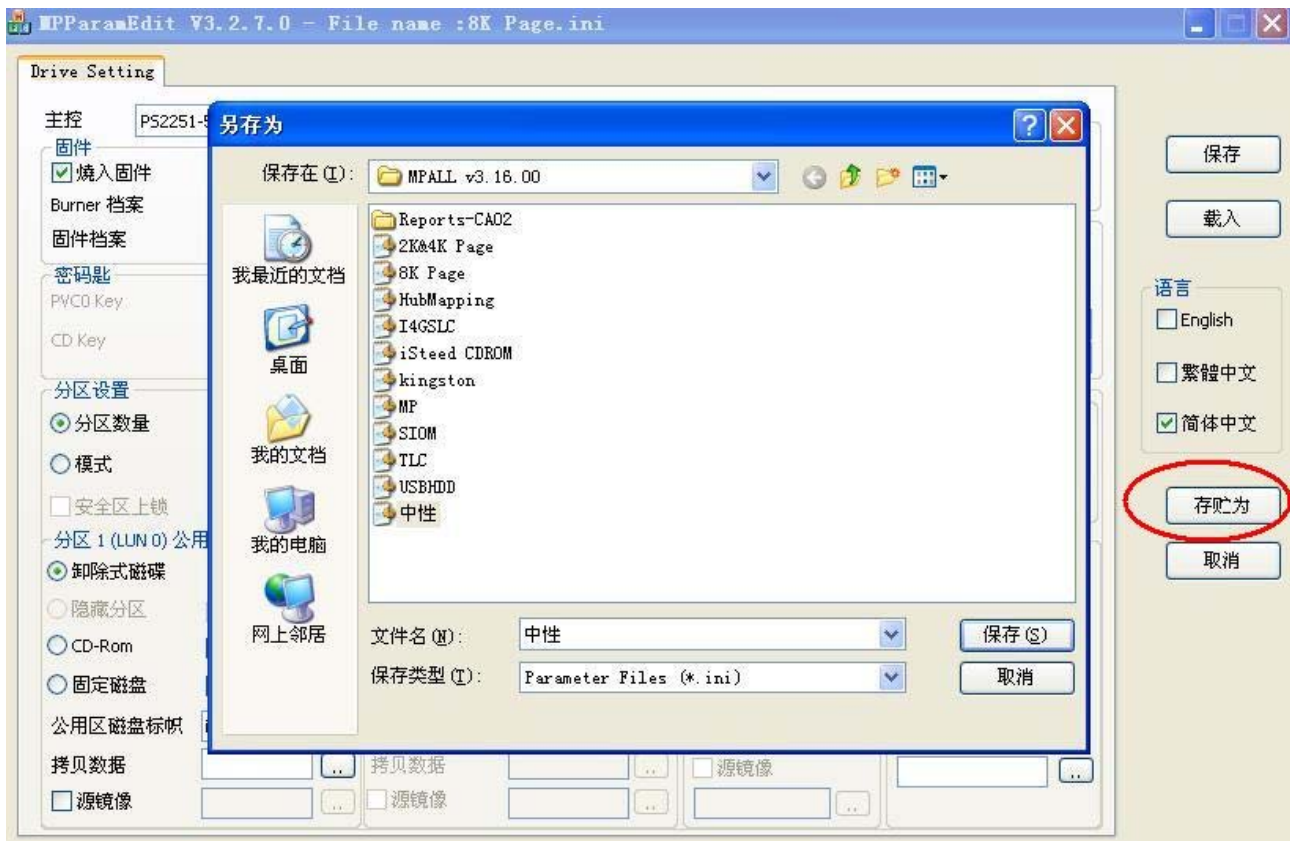 MPParamEdit V3.2.7.0 - File name :8K Page.ini
Drive Setting
主控
PS2251-5
固件
燒入固件
Burner 档案
固件档案
密码匙
PVC0 Key
CD Key
分区设置
分区数量
模式
安全区上锁
分区 1 (LUN 0) 公用
卸除式磁碟
隐藏分区
CD-Rom
固定磁盘
公用区磁盘标帜
拷贝数据
源镜像
拷贝数据
源镜像
源镜像
另存为
保存在(I):
MPALL v3.16.00
我最近的文档
桌面
我的文档
我的电脑
网上邻居
Reports-CAO2
2K&4K Page
8K Page
HubMapping
I4GSLC
iSteed CDROM
kingston
MP
SIOM
TLC
USBHDD
中性
文件名(N):
中性
保存(S)
保存类型(T):
Parameter Files (*.ini)
取消
保存
载入
语言
English
繁體中文
简体中文
存贮为
取消